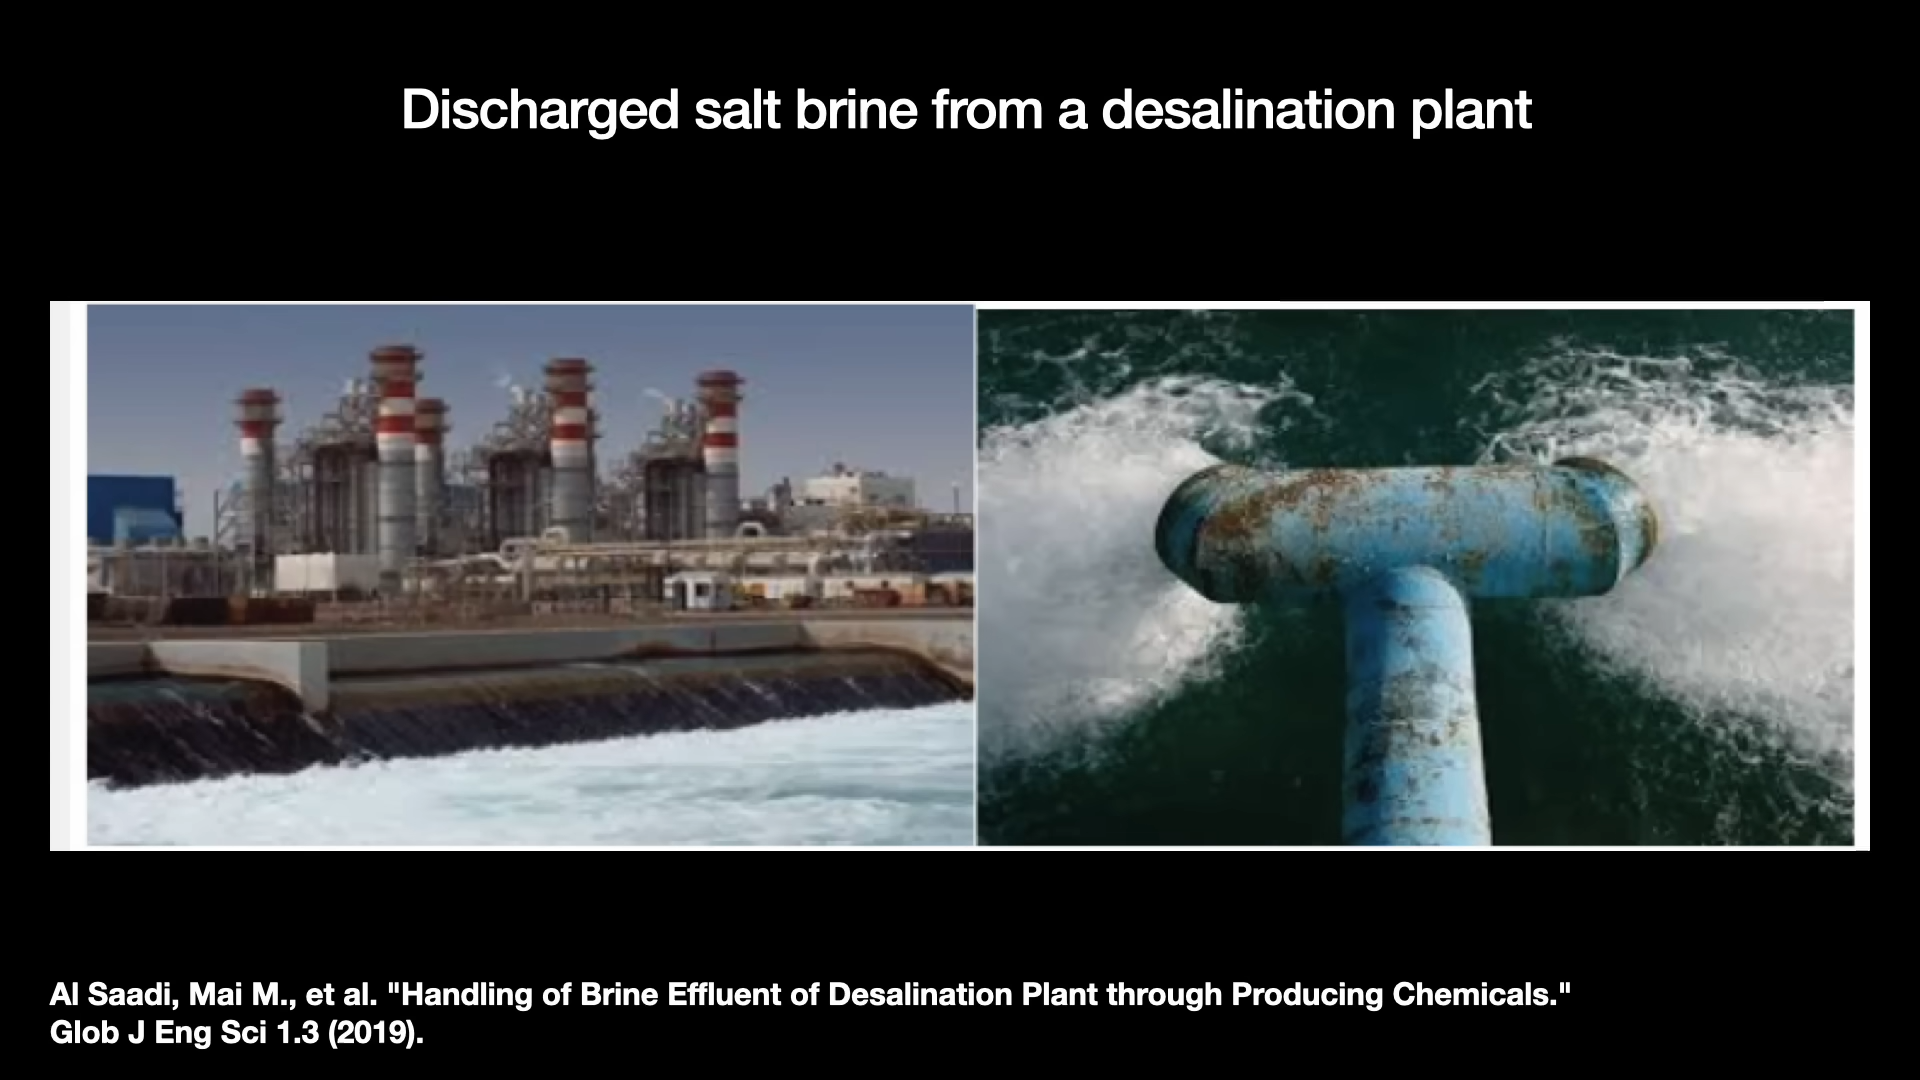 Discharged salt brine from a desalination plant
Al Saadi, Mai M., et al. "Handling of Brine Effluent of Desalination Plant through Producing Chemicals."
Glob J Eng Sci 1.3 (2019).